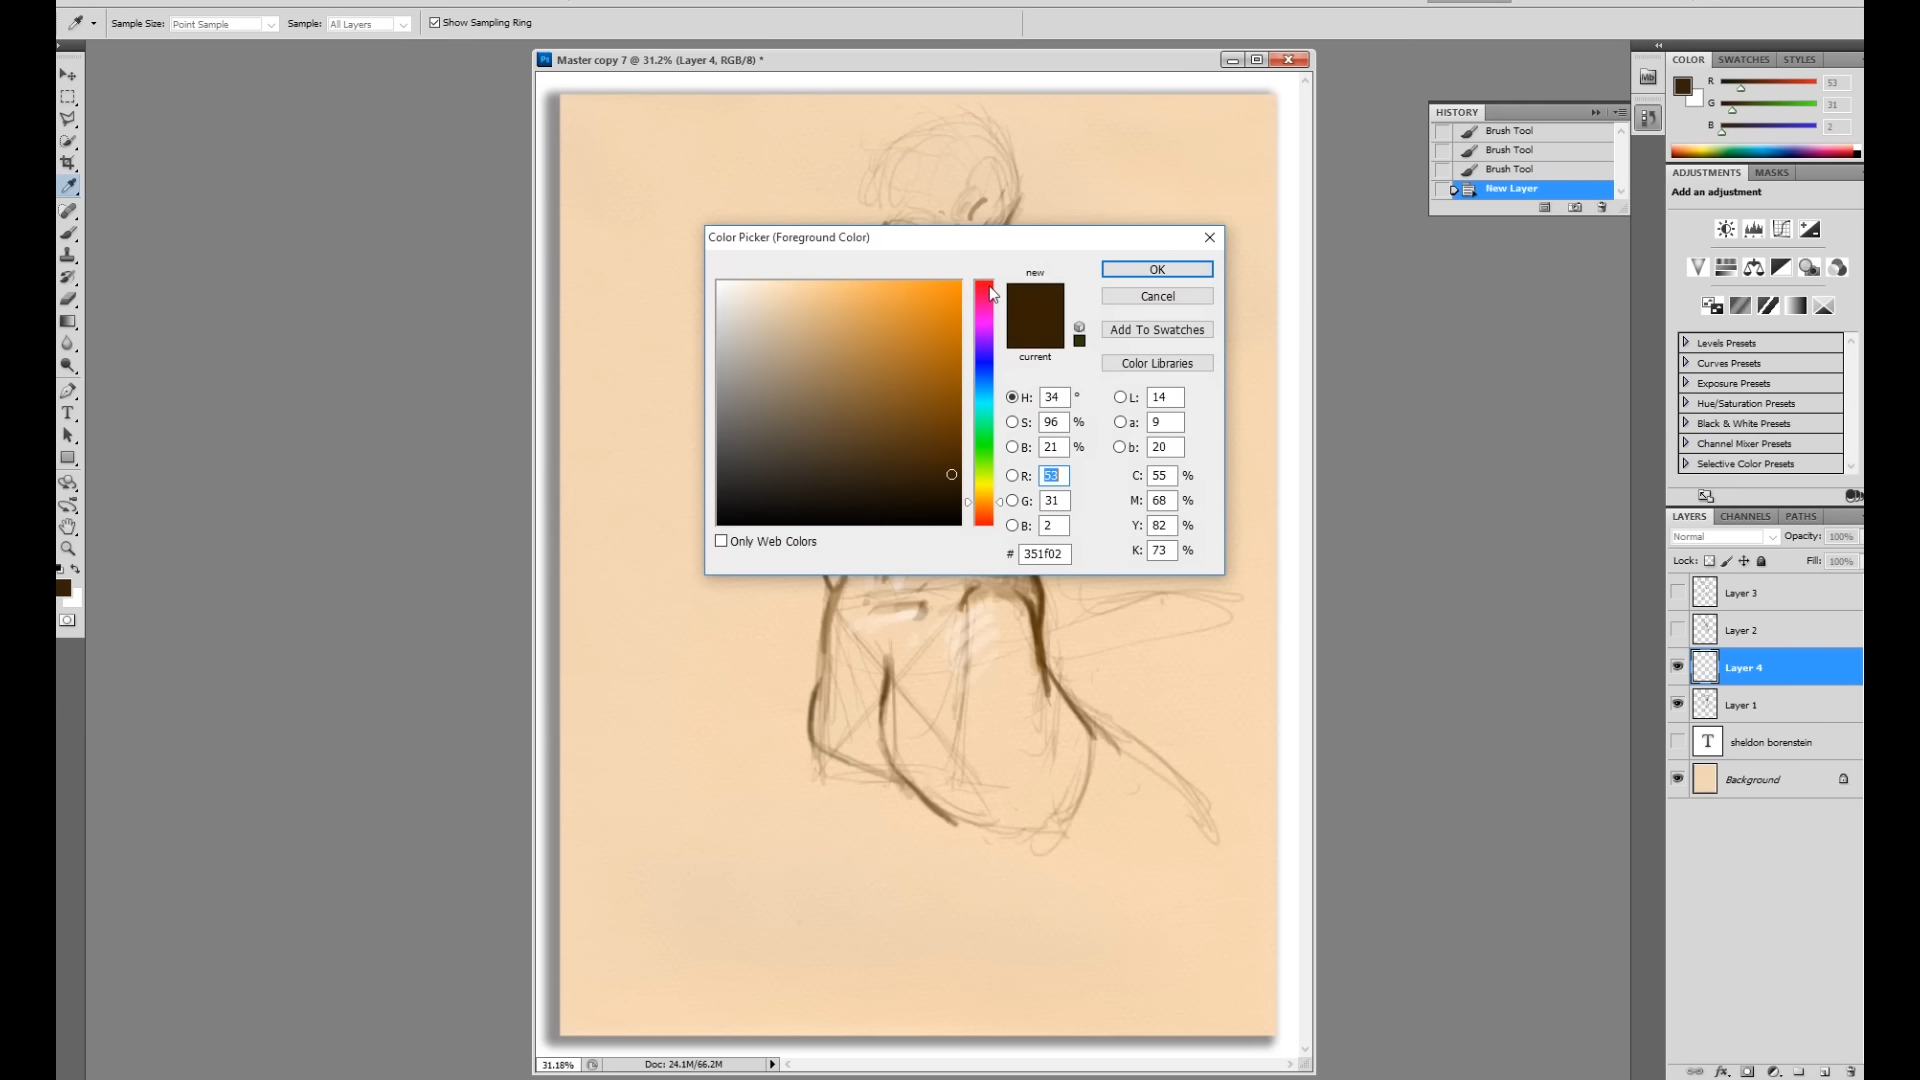 Sample Size: Point Sample Sample: All Layers Show Sampling Ring
Ps Master copy 7 @ 31.2% (Layer 4, RGB/8) *
COLOR SWATCHES STYLES
Mb
R 53
G 31
B 2
HISTORY
Brush Tool
Brush Tool
Brush Tool
New Layer
ADJUSTMENTS MASKS
Add an adjustment
Levels Presets
Curves Presets
Exposure Presets
Hue/Saturation Presets
Black & White Presets
Channel Mixer Presets
Selective Color Presets
Color Picker (Foreground Color)
new
current
OK
Cancel
Add To Swatches
Color Libraries
H: 34 ° L: 14
S: 96 % a: 9
B: 21 % b: 20
R: 53 C: 55 %
G: 31 M: 68 %
B: 2 Y: 82 %
# 351f02 K: 73 %
Only Web Colors
LAYERS CHANNELS PATHS
Normal Opacity: 100%
Lock: Fill: 100%
Layer 3
Layer 2
Layer 4
Layer 1
T sheldon borenstein
Background
T
31.18% Doc: 24.1M/66.2M
fx